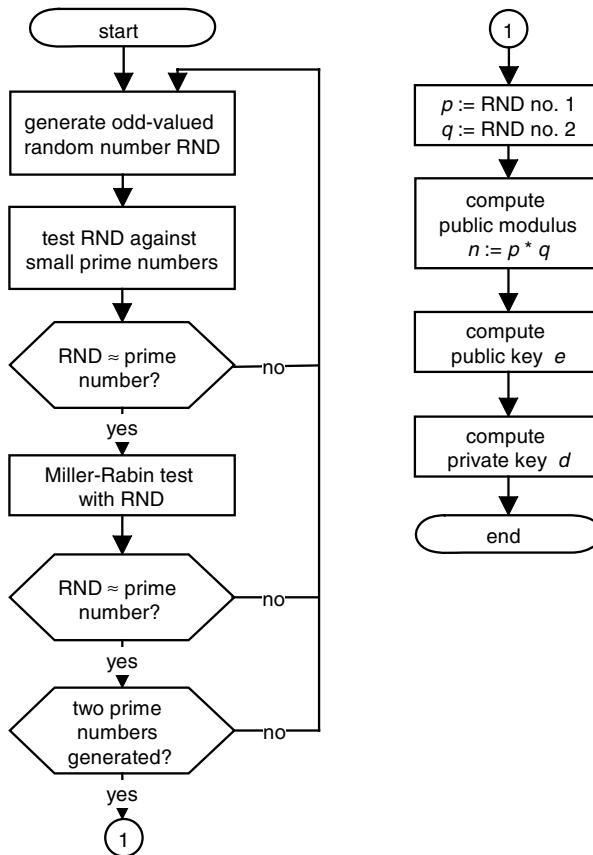 start
generate odd-valued
random number RND
test RND against
small prime numbers
RND ≈ prime
number?
no
yes
Miller-Rabin test
with RND
RND ≈ prime
number?
no
yes
two prime
numbers
generated?
no
yes
1
1
p := RND no. 1
q := RND no. 2
compute
public modulus
n := p * q
compute
public key e
compute
private key d
end